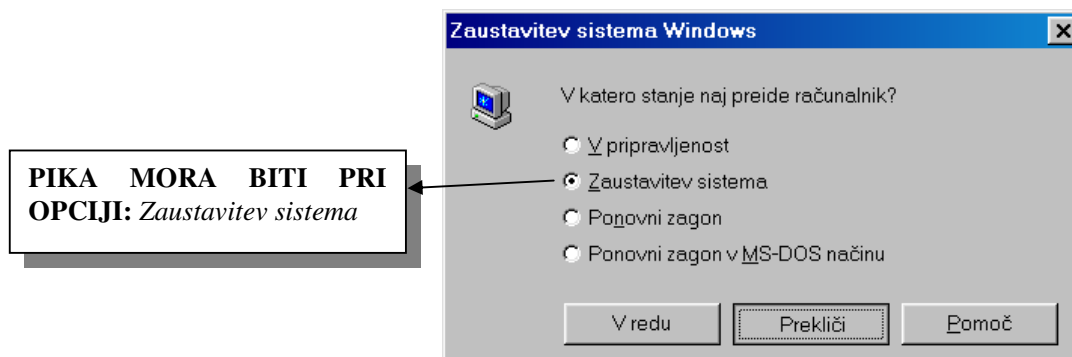 Zaustavitev sistema Windows
V katero stanje naj preide računalnik?
V pripravljenost
Zaustavitev sistema
Ponovni zagon
Ponovni zagon v MS-DOS načinu
V redu
Prekliči
Pomoč
PIKA MORA BITI PRI
OPCIJI: Zaustavitev sistema